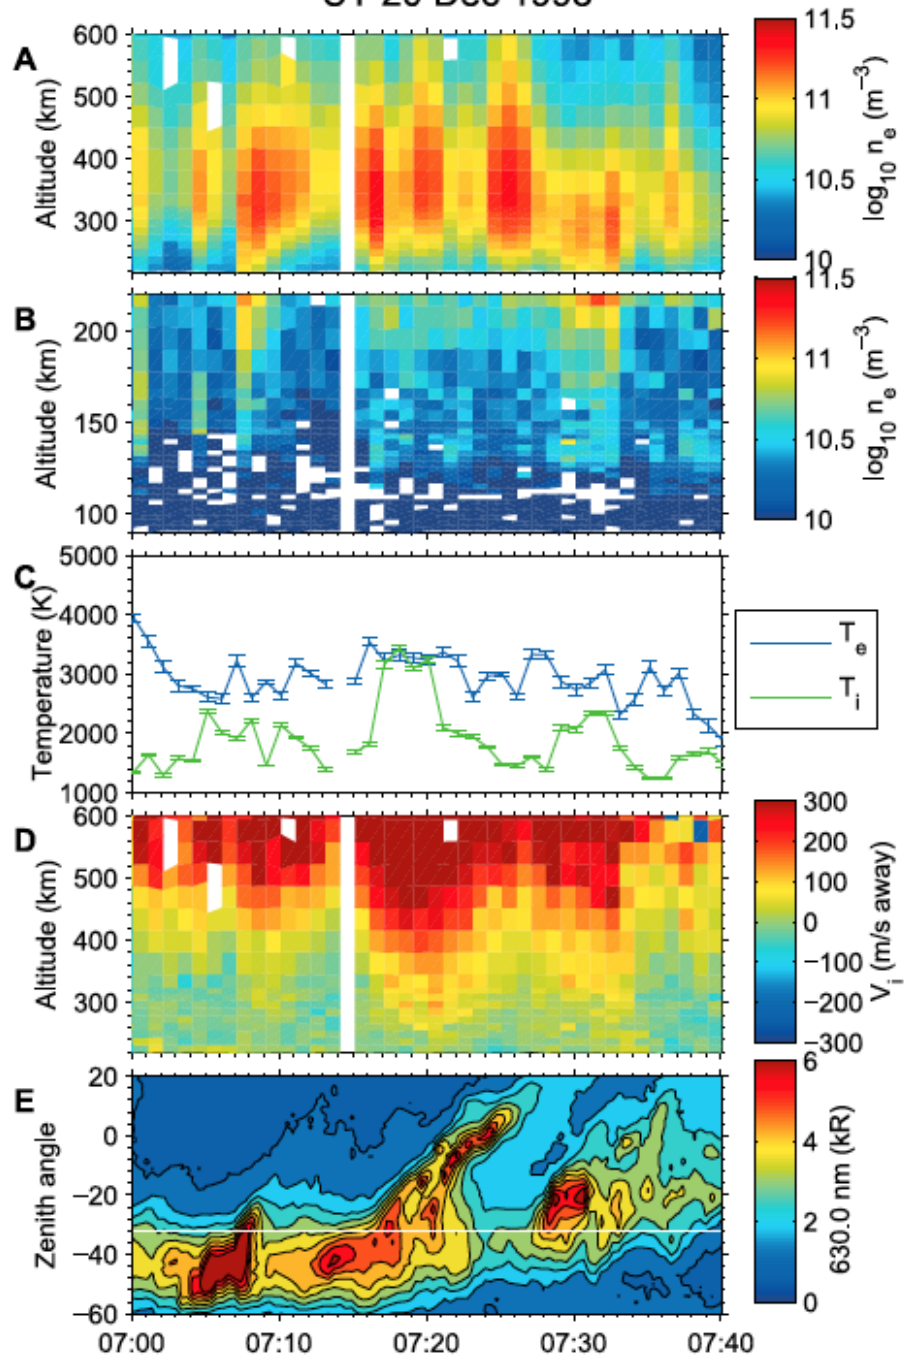 A
600
500
400
300
Altitude (km)
11.5
11
10.5
10
log10 ne (m−3)
B
200
150
100
Altitude (km)
11.5
11
10.5
10
log10 ne (m−3)
C
5000
4000
3000
2000
1000
Temperature (K)
Te
Ti
D
600
500
400
300
Altitude (km)
300
200
100
0
−100
−200
−300
Vi (m/s away)
E
20
0
−20
−40
−60
Zenith angle
6
4
2
0
630.0 nm (kR)
07:00 07:10 07:20 07:30 07:40